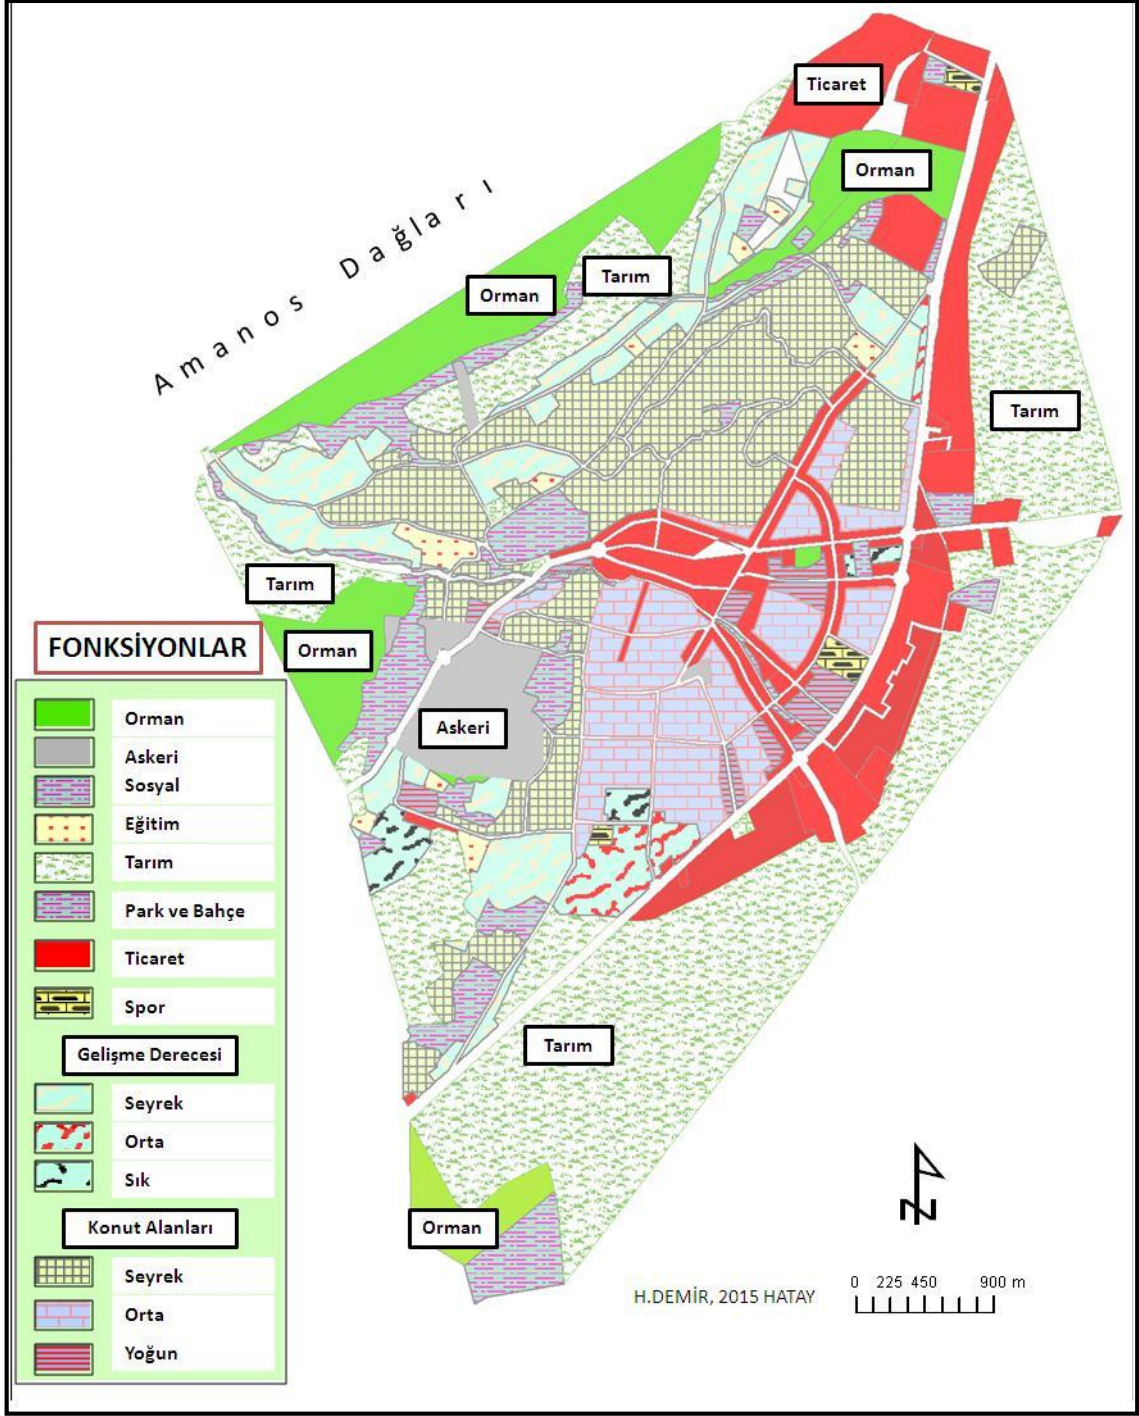 Ticaret
Orman
Amanos Dağları
Tarım
Orman
Tarım
Tarım
Orman
Askeri
Tarım
Orman
FONKSİYONLAR
Orman
Askeri
Sosyal
Eğitim
Tarım
Park ve Bahçe
Ticaret
Spor
Gelişme Derecesi
Seyrek
Orta
Sık
Konut Alanları
Seyrek
Orta
Yoğun
N
H.DEMİR, 2015 HATAY
0 225 450 900 m